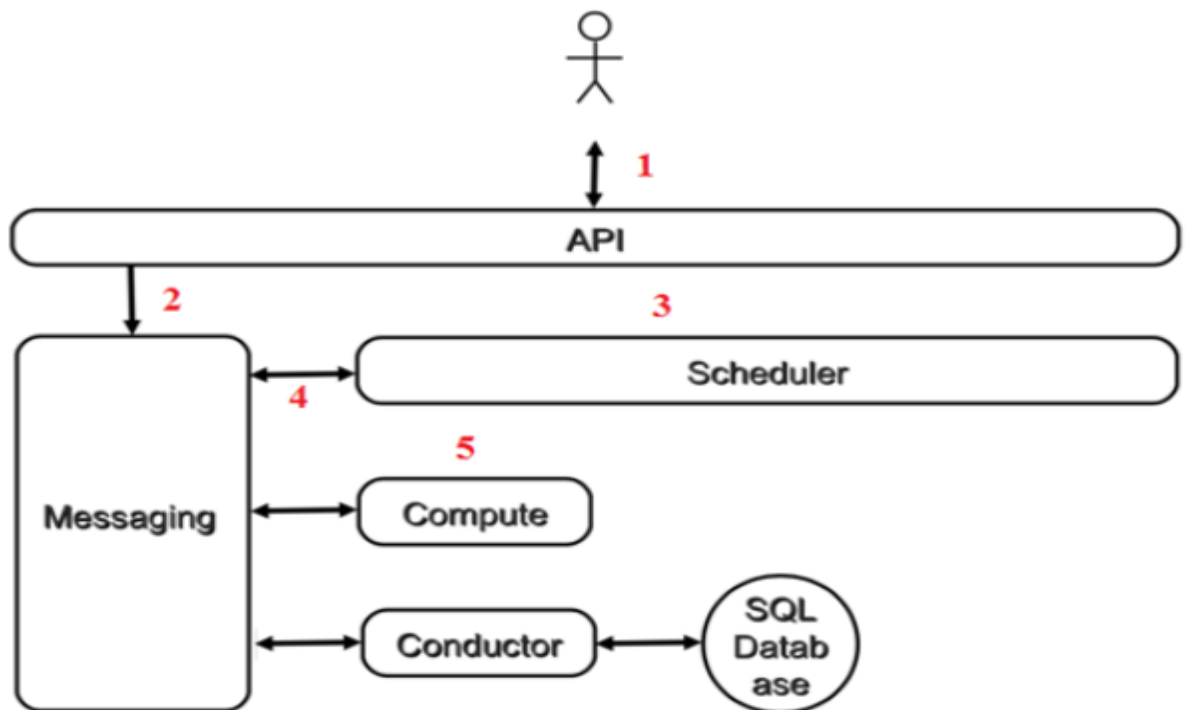 1
API
2
3
Scheduler
4
5
Messaging
Compute
Conductor
SQL
Datab
ase